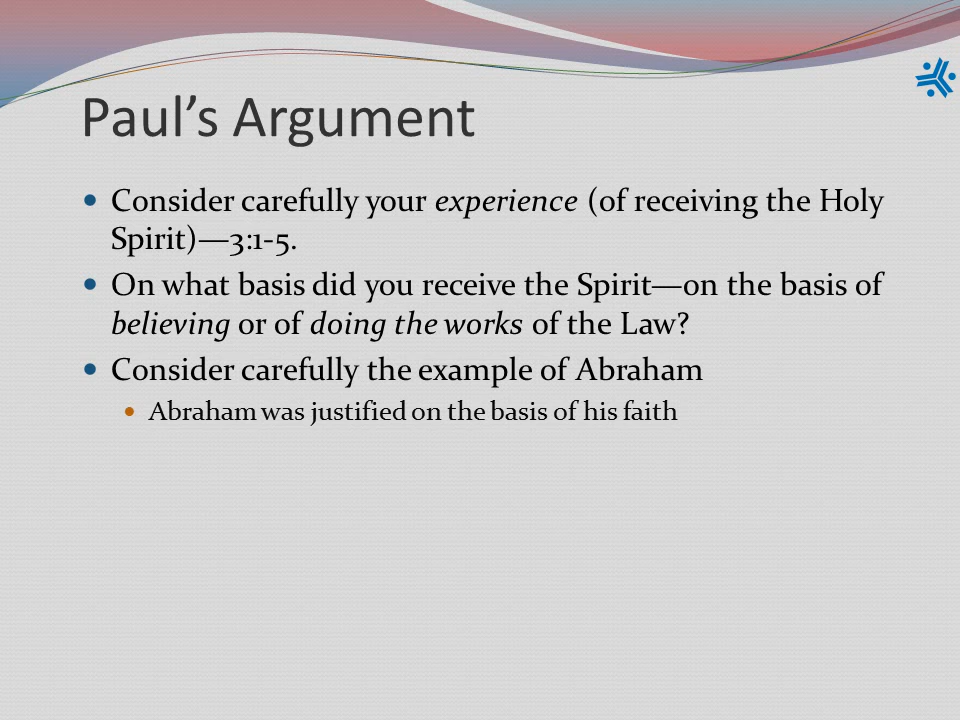 Paul’s Argument
• Consider carefully your experience (of receiving the Holy
Spirit)—3:1-5.
• On what basis did you receive the Spirit—on the basis of
believing or of doing the works of the Law?
• Consider carefully the example of Abraham
• Abraham was justified on the basis of his faith